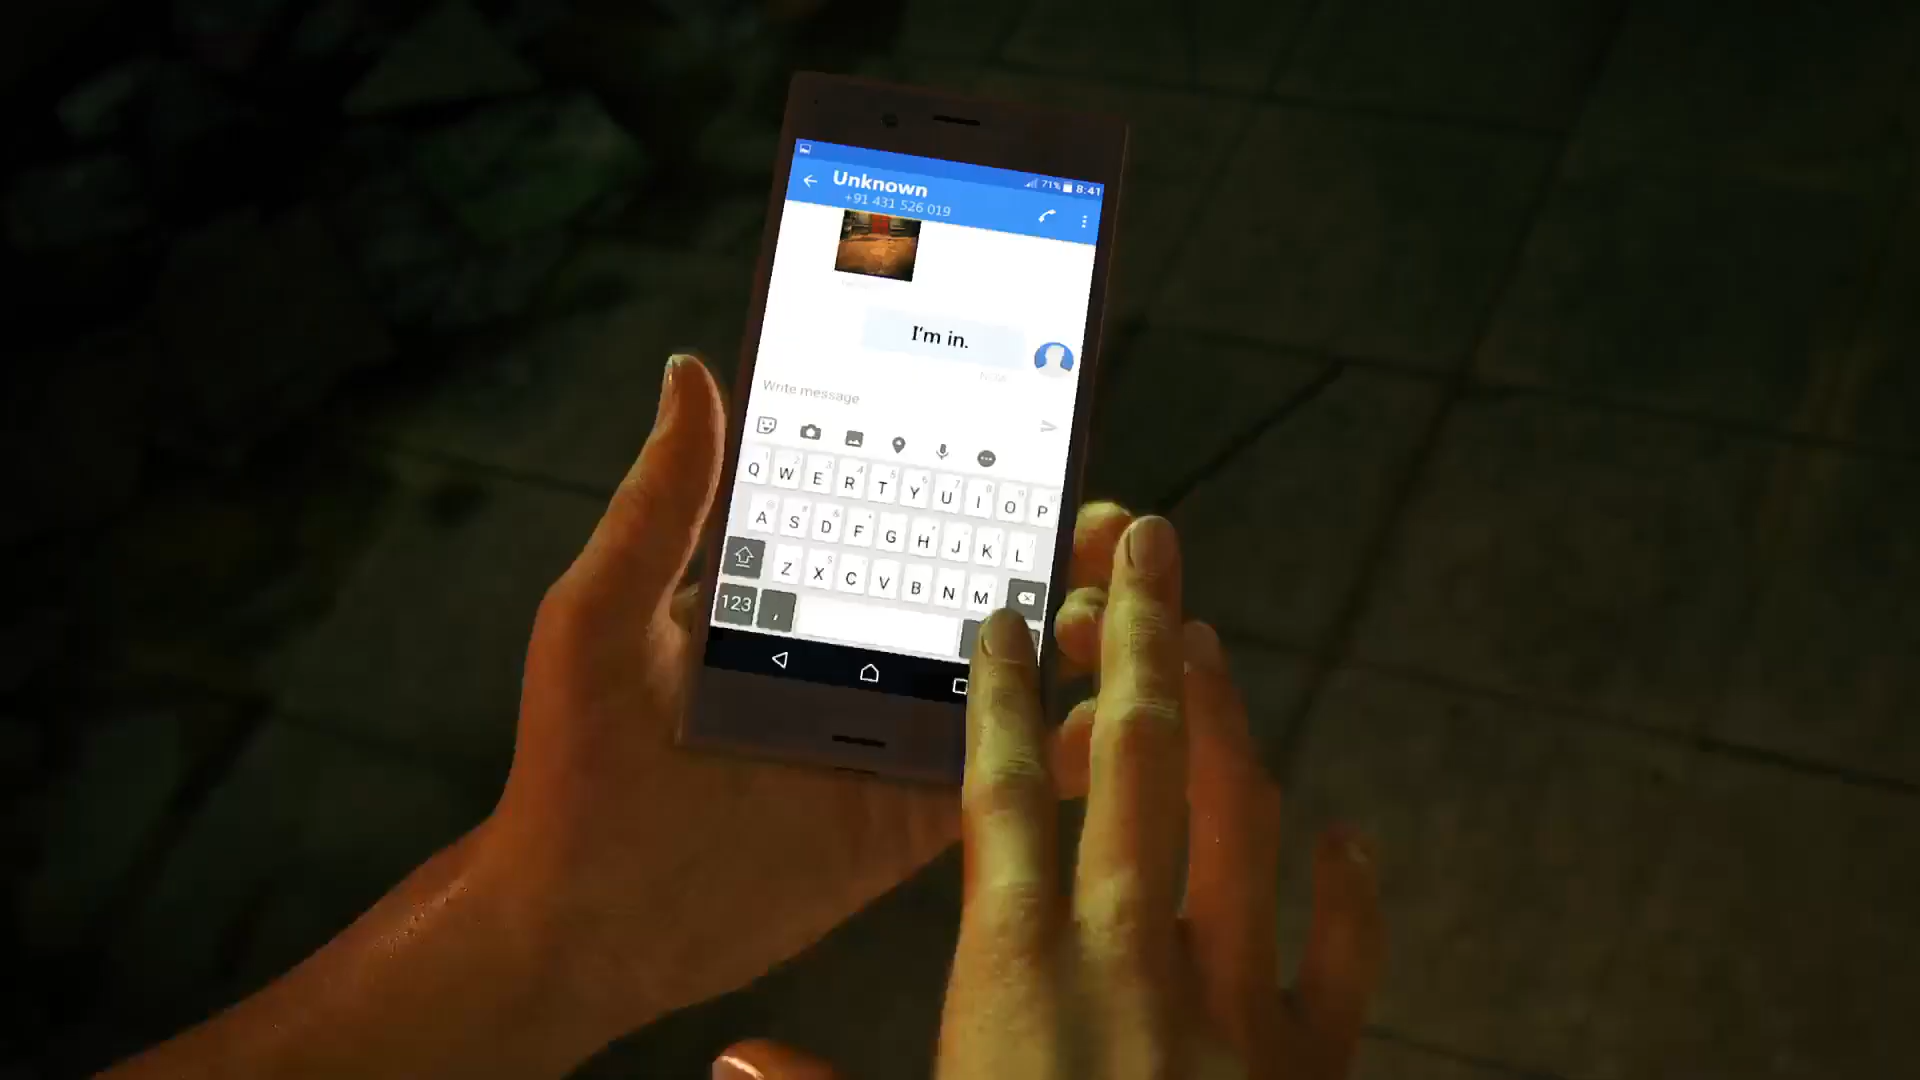 71% 8:41
Unknown
+91 431 526 019
I'm in.
Write message
Q W E R T Y U I O P
A S D F G H J K L
Z X C V B N M
123 ,